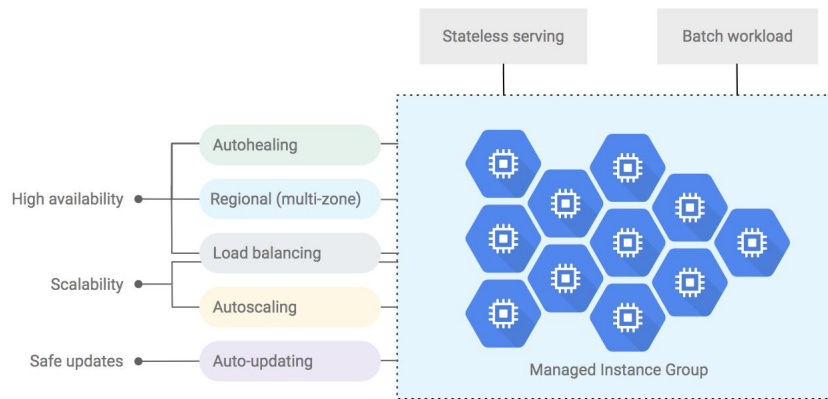 Stateless serving
Batch workload
Autohealing
High availability
Regional (multi-zone)
Load balancing
Scalability
Autoscaling
Safe updates
Auto-updating
Managed Instance Group